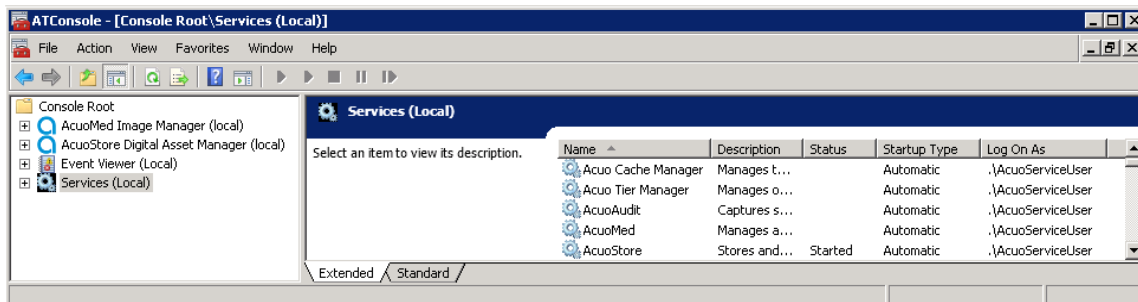 ATConsole - [Console Root\Services (Local)]
File Action View Favorites Window Help
Console Root
AcuoMed Image Manager (local)
AcuoStore Digital Asset Manager (local)
Event Viewer (Local)
Services (Local)
Services (Local)
Select an item to view its description.
Name Description Status Startup Type Log On As
Acuo Cache Manager Manages t... Automatic .\AcuoServiceUser
Acuo Tier Manager Manages o... Automatic .\AcuoServiceUser
AcuoAudit Captures s... Automatic .\AcuoServiceUser
AcuoMed Manages a... Automatic .\AcuoServiceUser
AcuoStore Stores and... Started Automatic .\AcuoServiceUser
Extended Standard